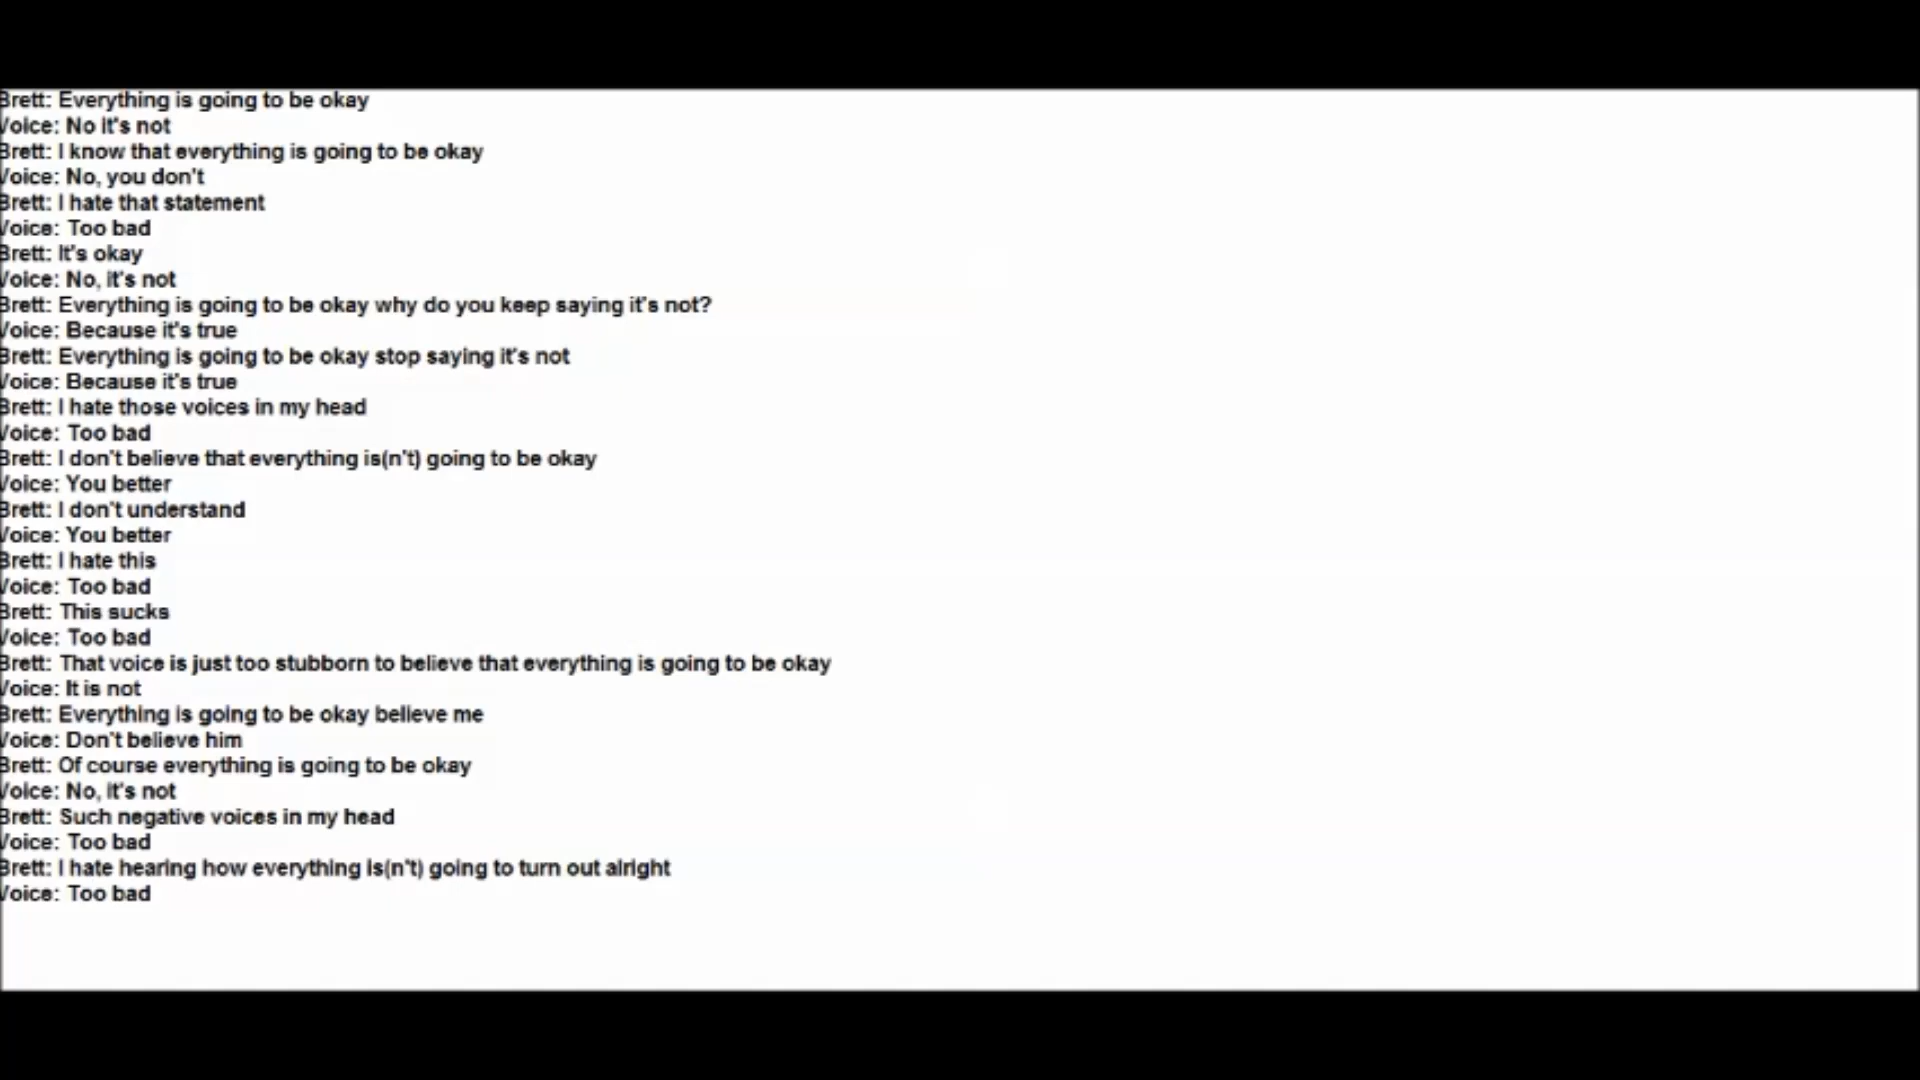 Brett: Everything is going to be okay
Voice: No it's not
Brett: I know that everything is going to be okay
Voice: No, you don't
Brett: I hate that statement
Voice: Too bad
Brett: It's okay
Voice: No, it's not
Brett: Everything is going to be okay why do you keep saying it's not?
Voice: Because it's true
Brett: Everything is going to be okay stop saying it's not
Voice: Because it's true
Brett: I hate those voices in my head
Voice: Too bad
Brett: I don't believe that everything is(n't) going to be okay
Voice: You better
Brett: I don't understand
Voice: You better
Brett: I hate this
Voice: Too bad
Brett: This sucks
Voice: Too bad
Brett: That voice is just too stubborn to believe that everything is going to be okay
Voice: It is not
Brett: Everything is going to be okay believe me
Voice: Don't believe him
Brett: Of course everything is going to be okay
Voice: No, it's not
Brett: Such negative voices in my head
Voice: Too bad
Brett: I hate hearing how everything is(n't) going to turn out alright
Voice: Too bad